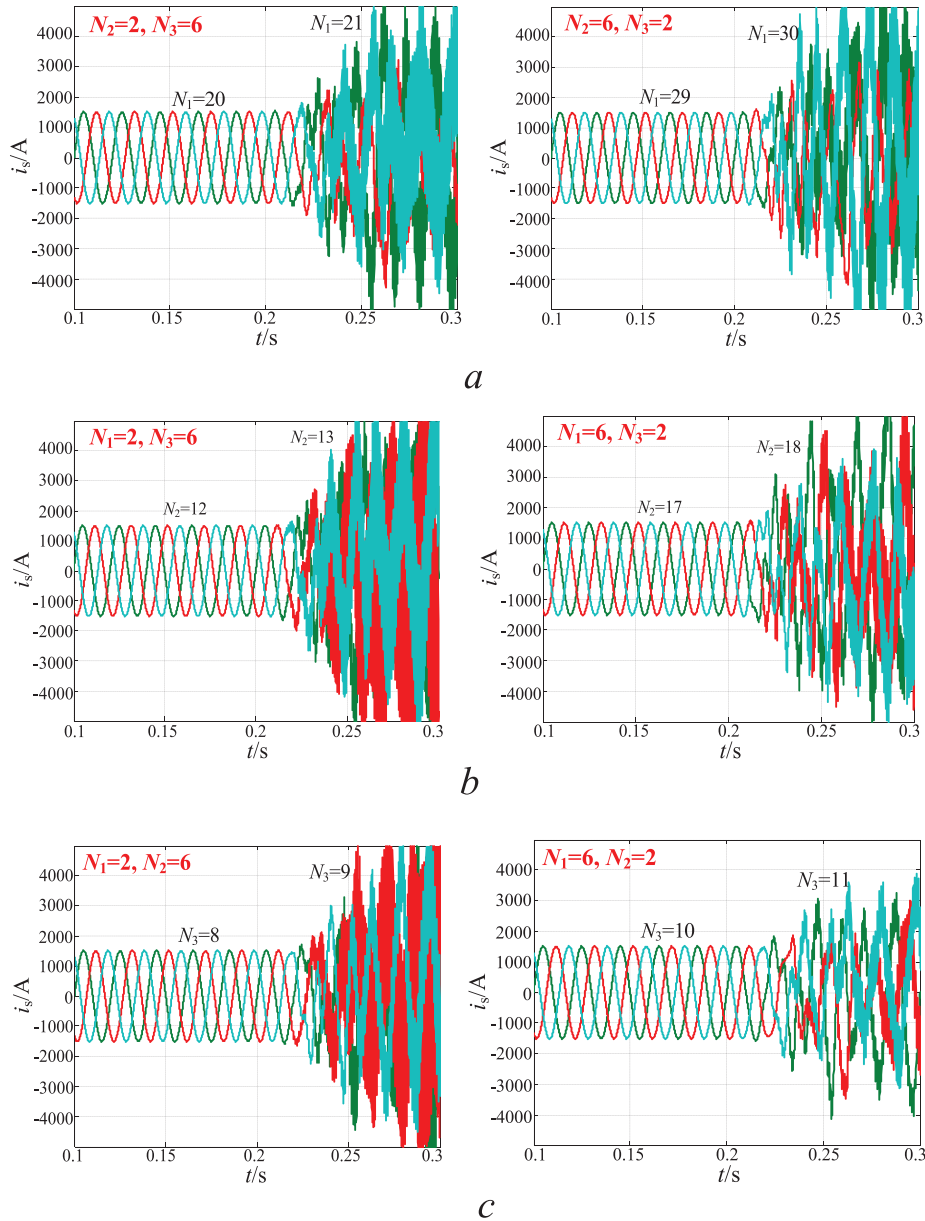 N₂=2, N₃=6
N₁=21
N₁=20
4000
3000
2000
1000
0
-1000
-2000
-3000
-4000
iₛ/A
0.1
0.15
0.2
0.25
0.3
t/s
N₂=6, N₃=2
N₁=30
N₁=29
4000
3000
2000
1000
0
-1000
-2000
-3000
-4000
iₛ/A
0.1
0.15
0.2
0.25
0.3
t/s
a
N₁=2, N₃=6
N₂=13
N₂=12
4000
3000
2000
1000
0
-1000
-2000
-3000
-4000
iₛ/A
0.1
0.15
0.2
0.25
0.3
t/s
N₁=6, N₃=2
N₂=18
N₂=17
4000
3000
2000
1000
0
-1000
-2000
-3000
-4000
iₛ/A
0.1
0.15
0.2
0.25
0.3
t/s
b
N₁=2, N₂=6
N₃=9
N₃=8
4000
3000
2000
1000
0
-1000
-2000
-3000
-4000
iₛ/A
0.1
0.15
0.2
0.25
0.3
t/s
N₁=6, N₂=2
N₃=11
N₃=10
4000
3000
2000
1000
0
-1000
-2000
-3000
-4000
iₛ/A
0.1
0.15
0.2
0.25
0.3
t/s
c